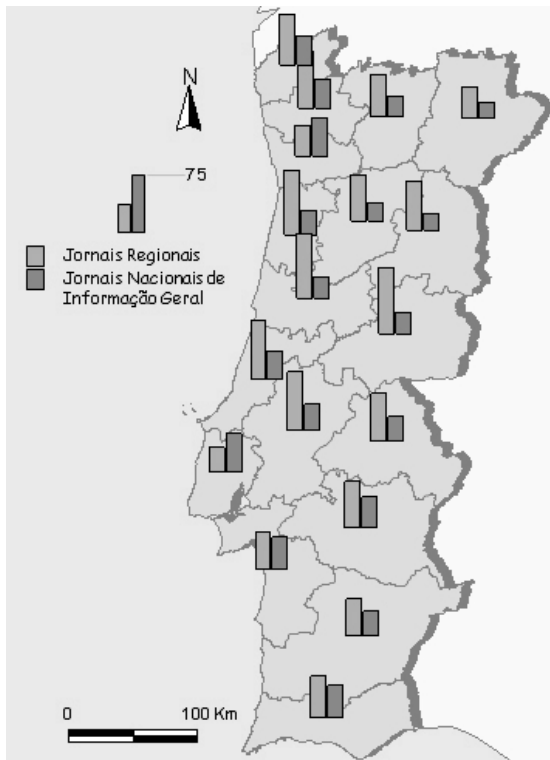 N
75
Jornais Regionais
Jornais Nacionais de
Informação Geral
0 100 Km